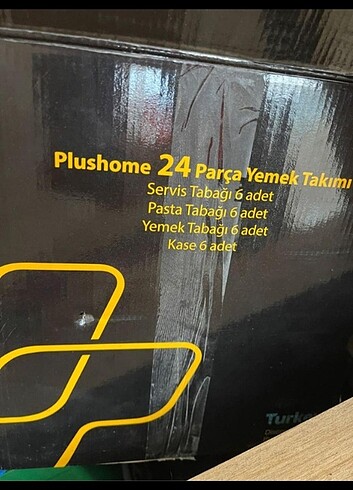 Plushome 24 Parça Yemek Takımı
Servis Tabağı 6 adet
Pasta Tabağı 6 adet
Yemek Tabağı 6 adet
Kase 6 adet